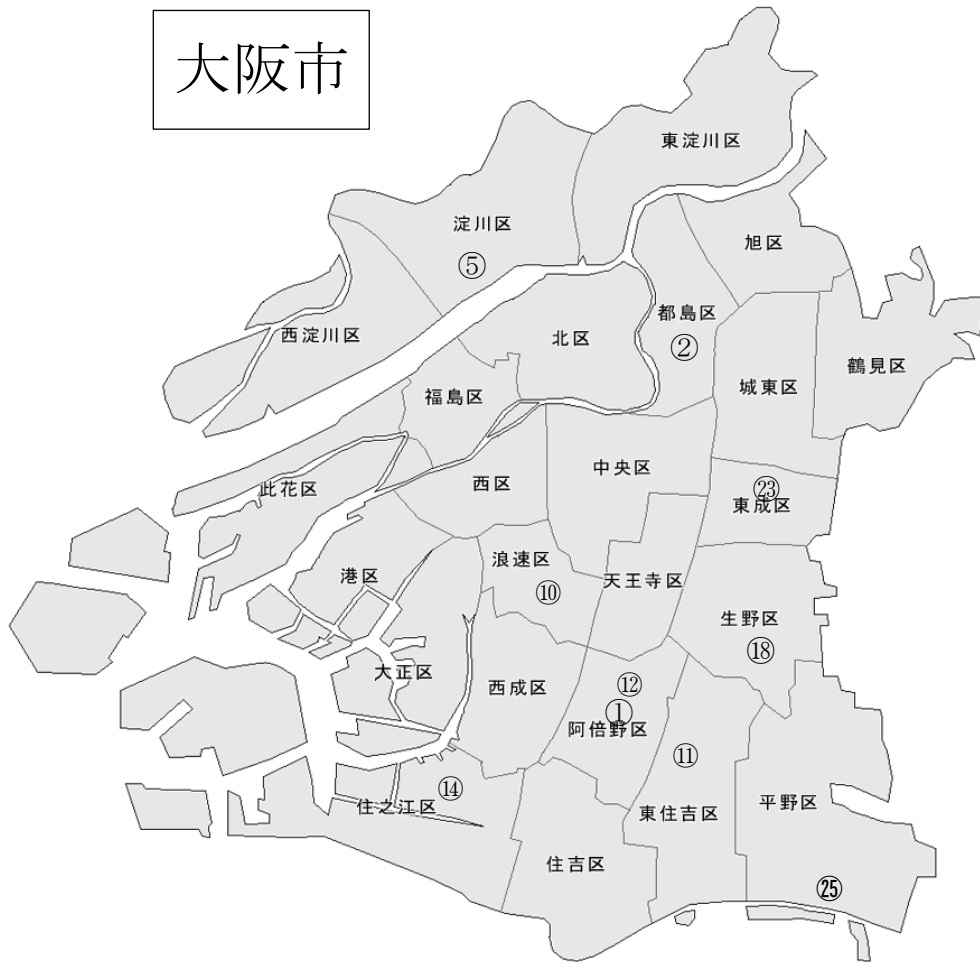 大阪市
東淀川区
淀川区
旭区
⑤
都島区
西淀川区
北区
②
鶴見区
城東区
福島区
中央区
西区
此花区
㉓
東成区
浪速区
港区
天王寺区
⑩
生野区
⑱
大正区
西成区
⑫
①
阿倍野区
⑪
⑭
住之江区
平野区
東住吉区
住吉区
㉕